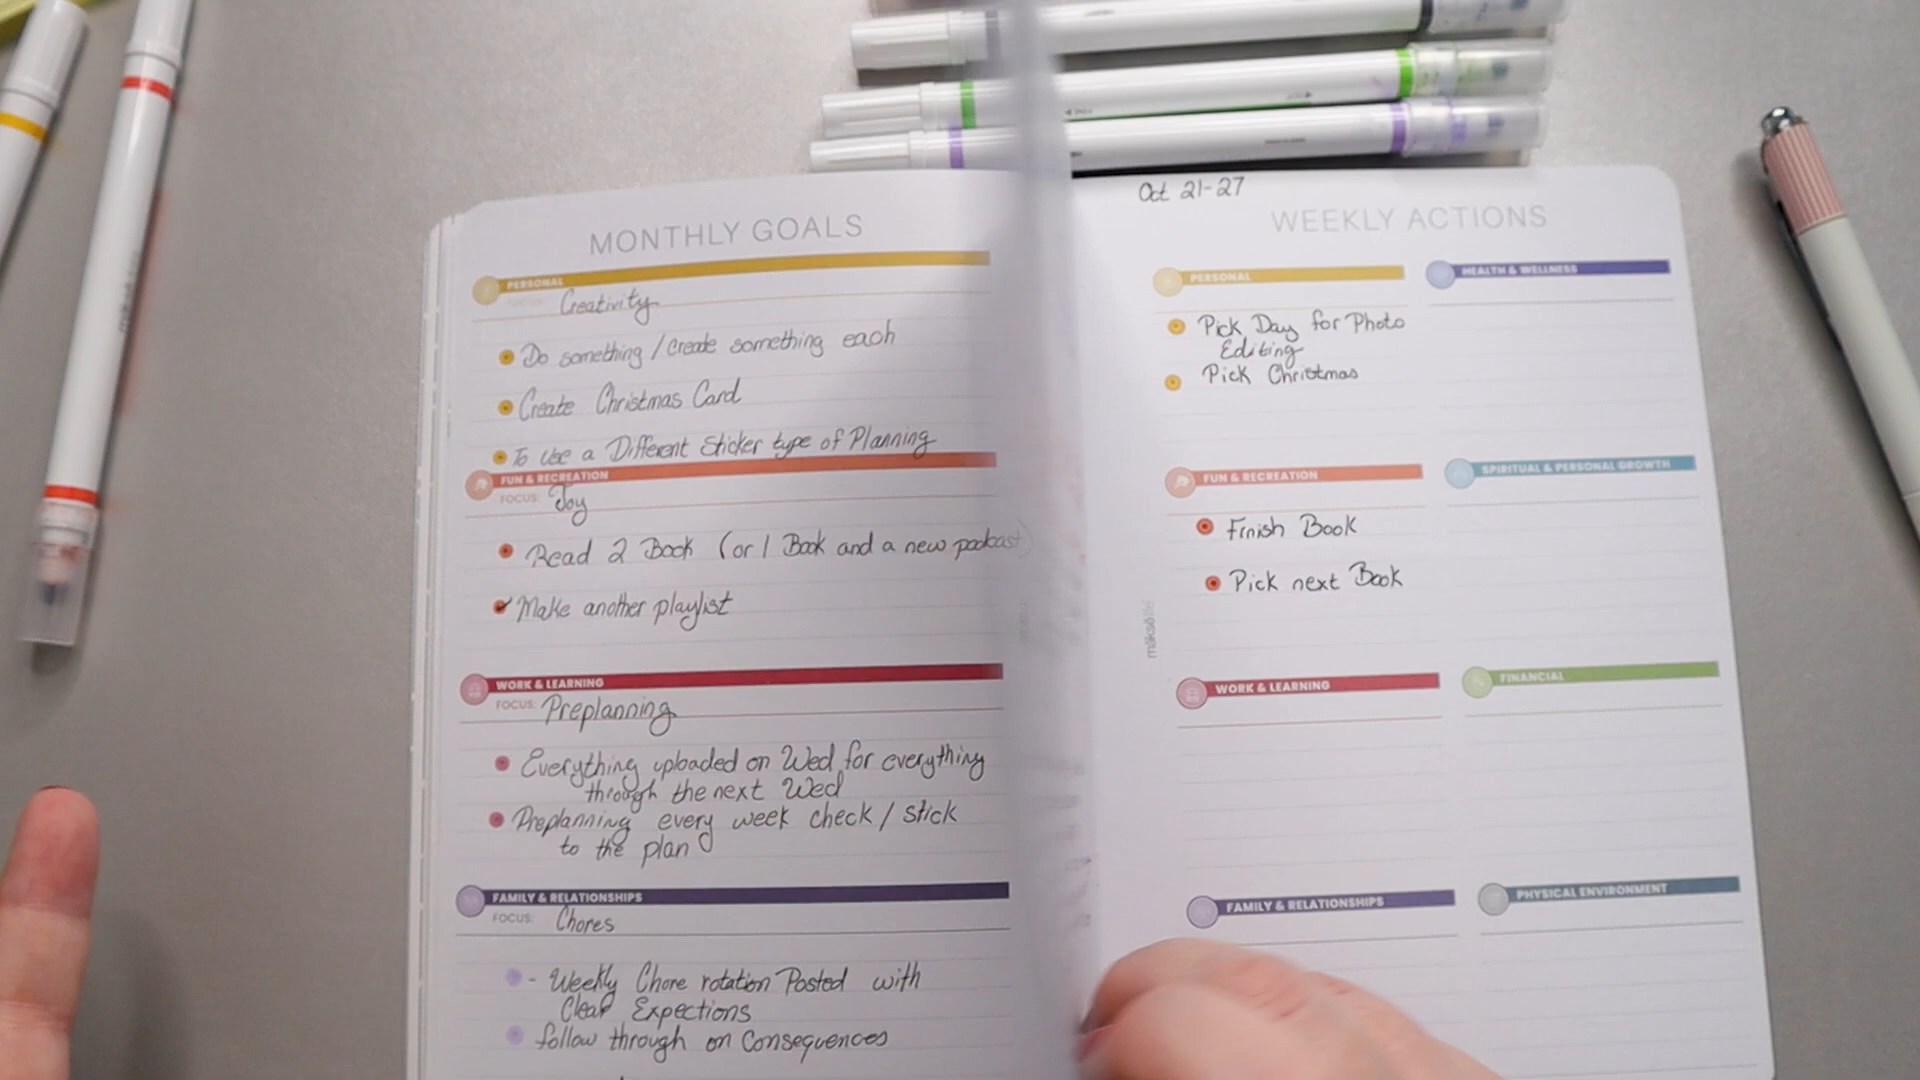 MONTHLY GOALS
PERSONAL
FOCUS: Creativity
Do something / Create something each
Create Christmas Card
To use a Different Sticker type of Planning
FUN & RECREATION
FOCUS: Joy
Read 2 Book (or 1 Book and a new podcast)
Make another playlist
WORK & LEARNING
FOCUS: Preplanning
Everything uploaded on Wed for everything
through the next Wed
Preplanning every week check / stick
to the plan
FAMILY & RELATIONSHIPS
FOCUS: Chores
- Weekly Chore rotation Posted with
Clear Expections
follow through on Consequences
Oct 21-27
WEEKLY ACTIONS
PERSONAL
Pick Day for Photo
Editing
Pick Christmas
FUN & RECREATION
Finish Book
Pick next Book
WORK & LEARNING
FAMILY & RELATIONSHIPS
HEALTH & WELLNESS
SPIRITUAL & PERSONAL GROWTH
FINANCIAL
PHYSICAL ENVIRONMENT